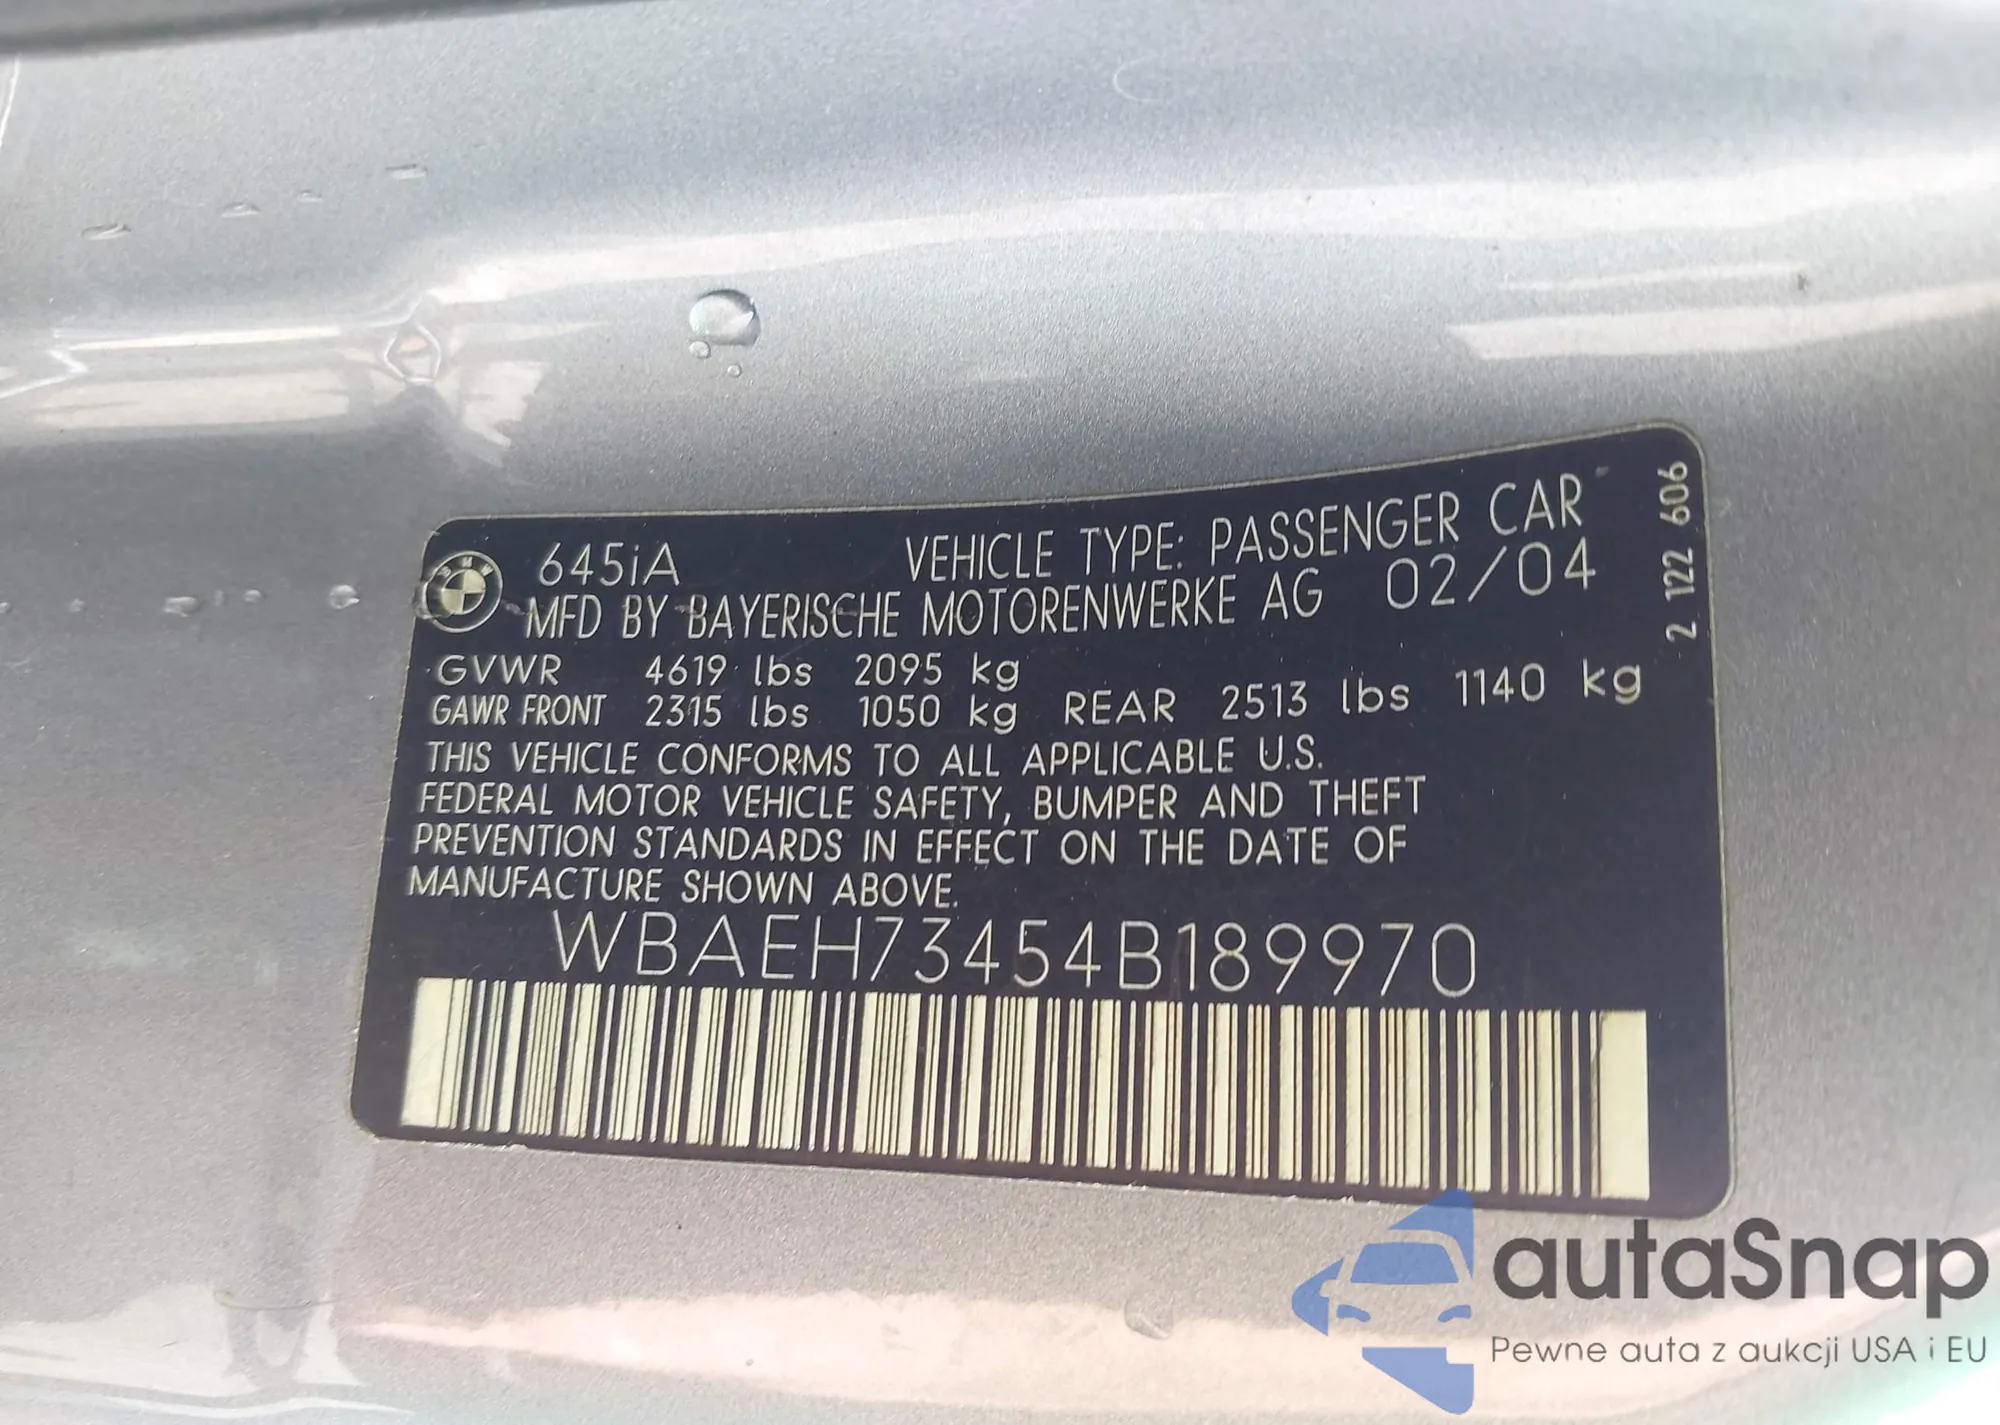 645iA VEHICLE TYPE: PASSENGER CAR
MFD BY BAYERISCHE MOTORENWERKE AG 02/04
GVWR 4619 lbs 2095 kg
GAWR FRONT 2315 lbs 1050 kg REAR 2513 lbs 1140 kg
THIS VEHICLE CONFORMS TO ALL APPLICABLE U.S.
FEDERAL MOTOR VEHICLE SAFETY, BUMPER AND THEFT
PREVENTION STANDARDS IN EFFECT ON THE DATE OF
MANUFACTURE SHOWN ABOVE.
WBAEH73454B189970
2 122 606
BMW
autaSnap
Pewne auta z aukcji USA i EU